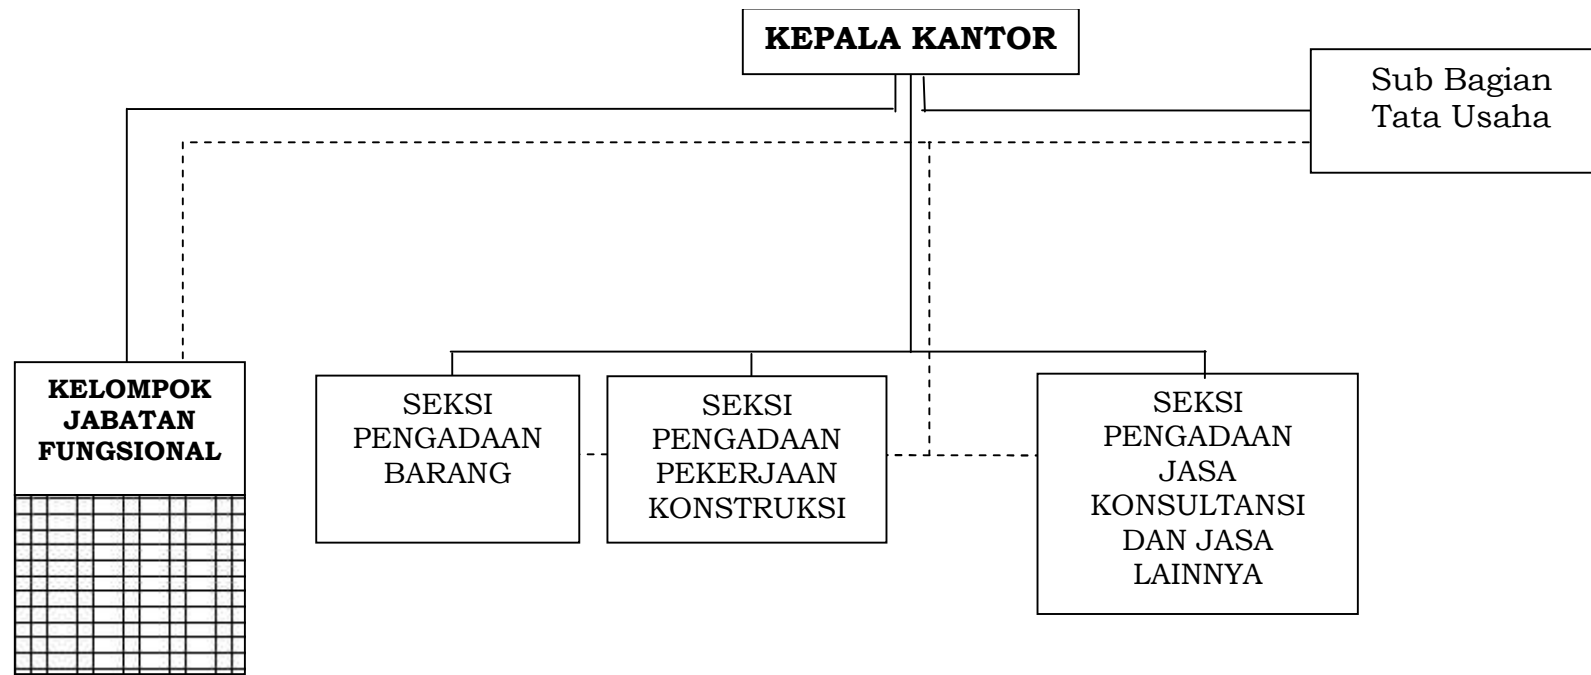 KEPALA KANTOR
Sub Bagian
Tata Usaha
KELOMPOK
JABATAN
FUNGSIONAL
SEKSI
PENGADAAN
BARANG
SEKSI
PENGADAAN
PEKERJAAN
KONSTRUKSI
SEKSI
PENGADAAN
JASA
KONSULTANSI
DAN JASA
LAINNYA